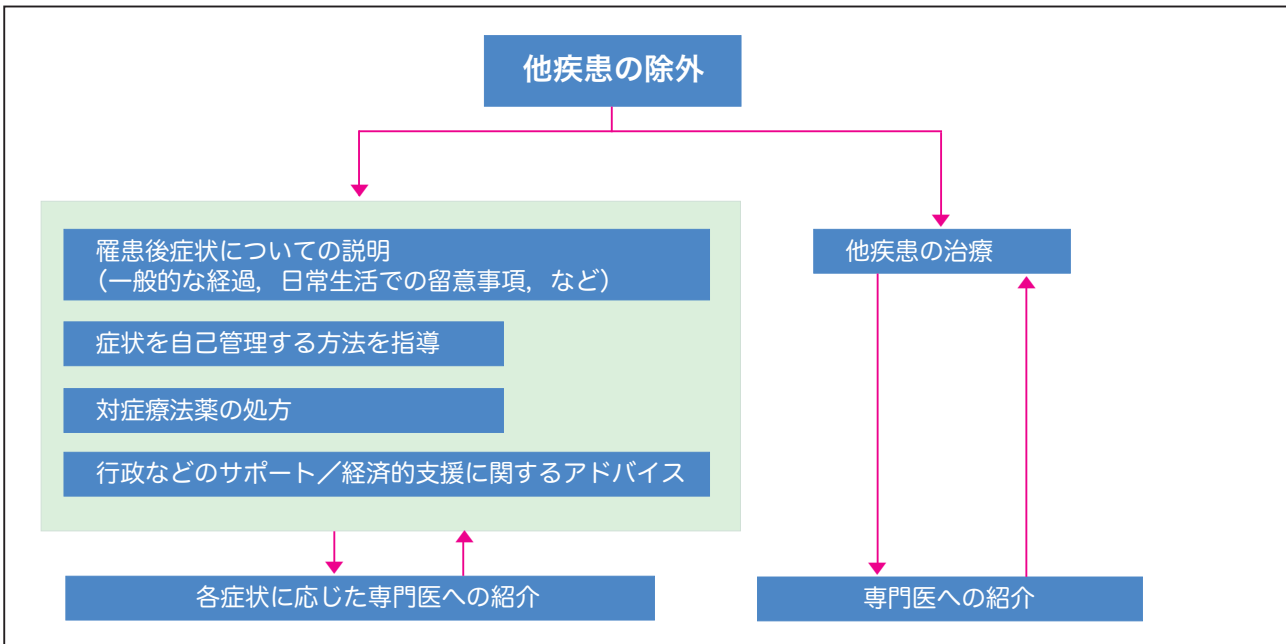 他疾患の除外
罹患後症状についての説明
（一般的な経過，日常生活での留意事項，など）
症状を自己管理する方法を指導
対症療法薬の処方
行政などのサポート／経済的支援に関するアドバイス
各症状に応じた専門医への紹介
他疾患の治療
専門医への紹介